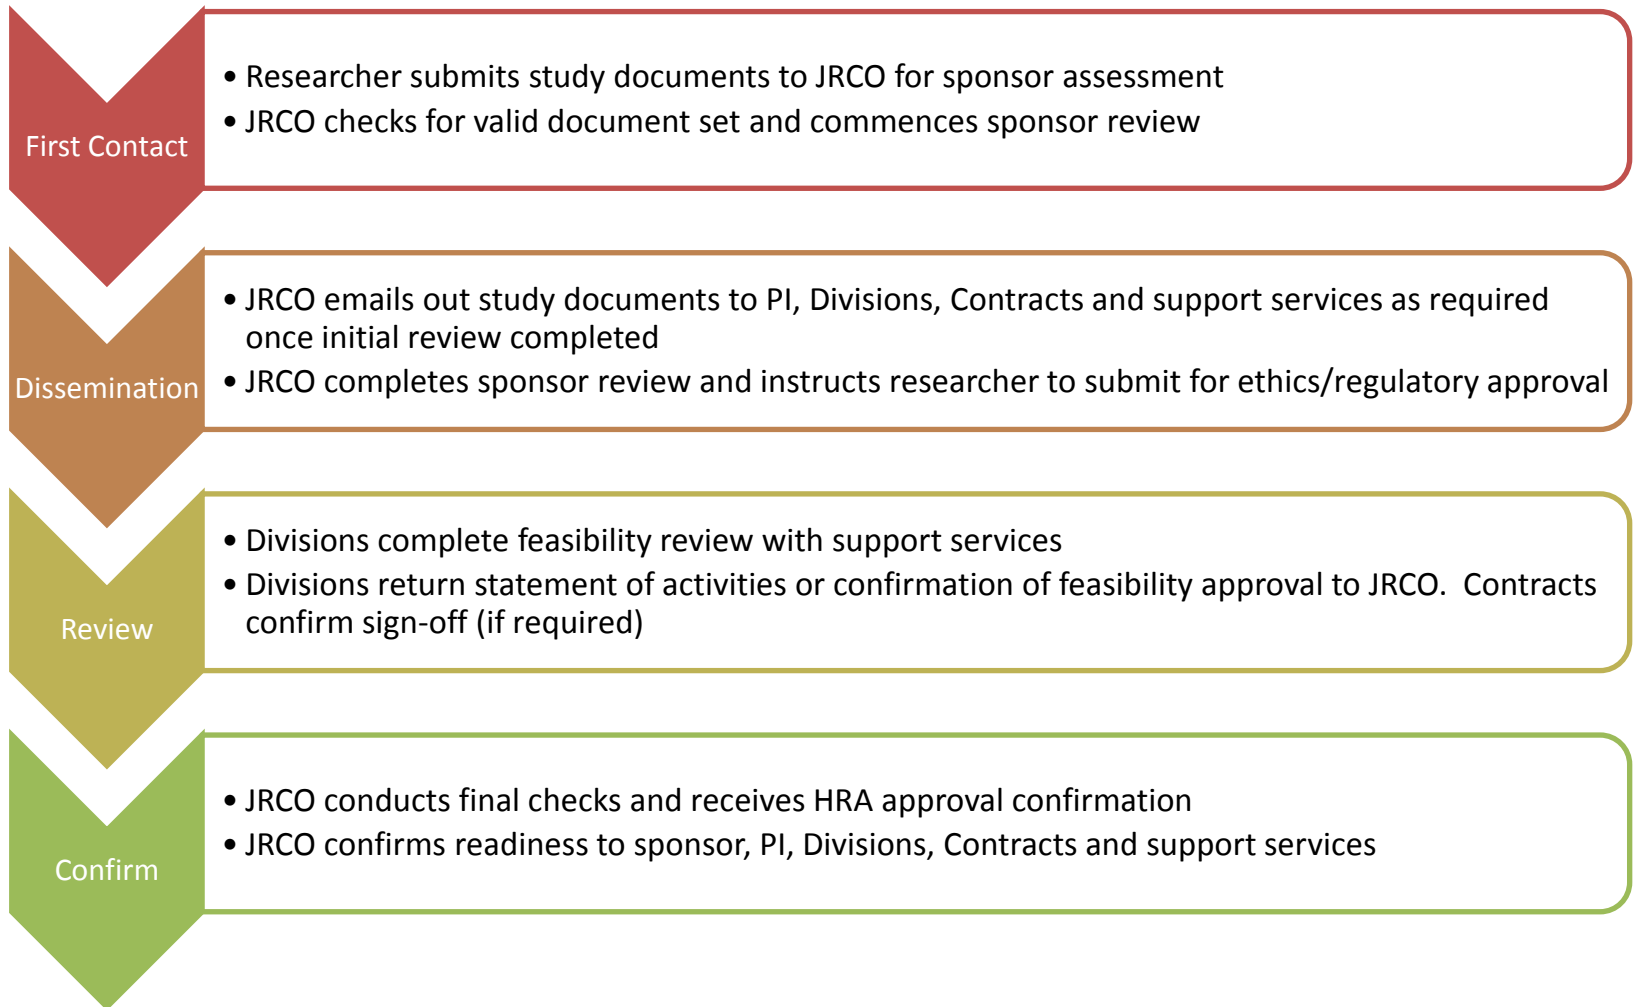 First Contact
• Researcher submits study documents to JRCO for sponsor assessment
• JRCO checks for valid document set and commences sponsor review
Dissemination
• JRCO emails out study documents to PI, Divisions, Contracts and support services as required
once initial review completed
• JRCO completes sponsor review and instructs researcher to submit for ethics/regulatory approval
Review
• Divisions complete feasibility review with support services
• Divisions return statement of activities or confirmation of feasibility approval to JRCO.  Contracts
confirm sign-off (if required)
Confirm
• JRCO conducts final checks and receives HRA approval confirmation
• JRCO confirms readiness to sponsor, PI, Divisions, Contracts and support services